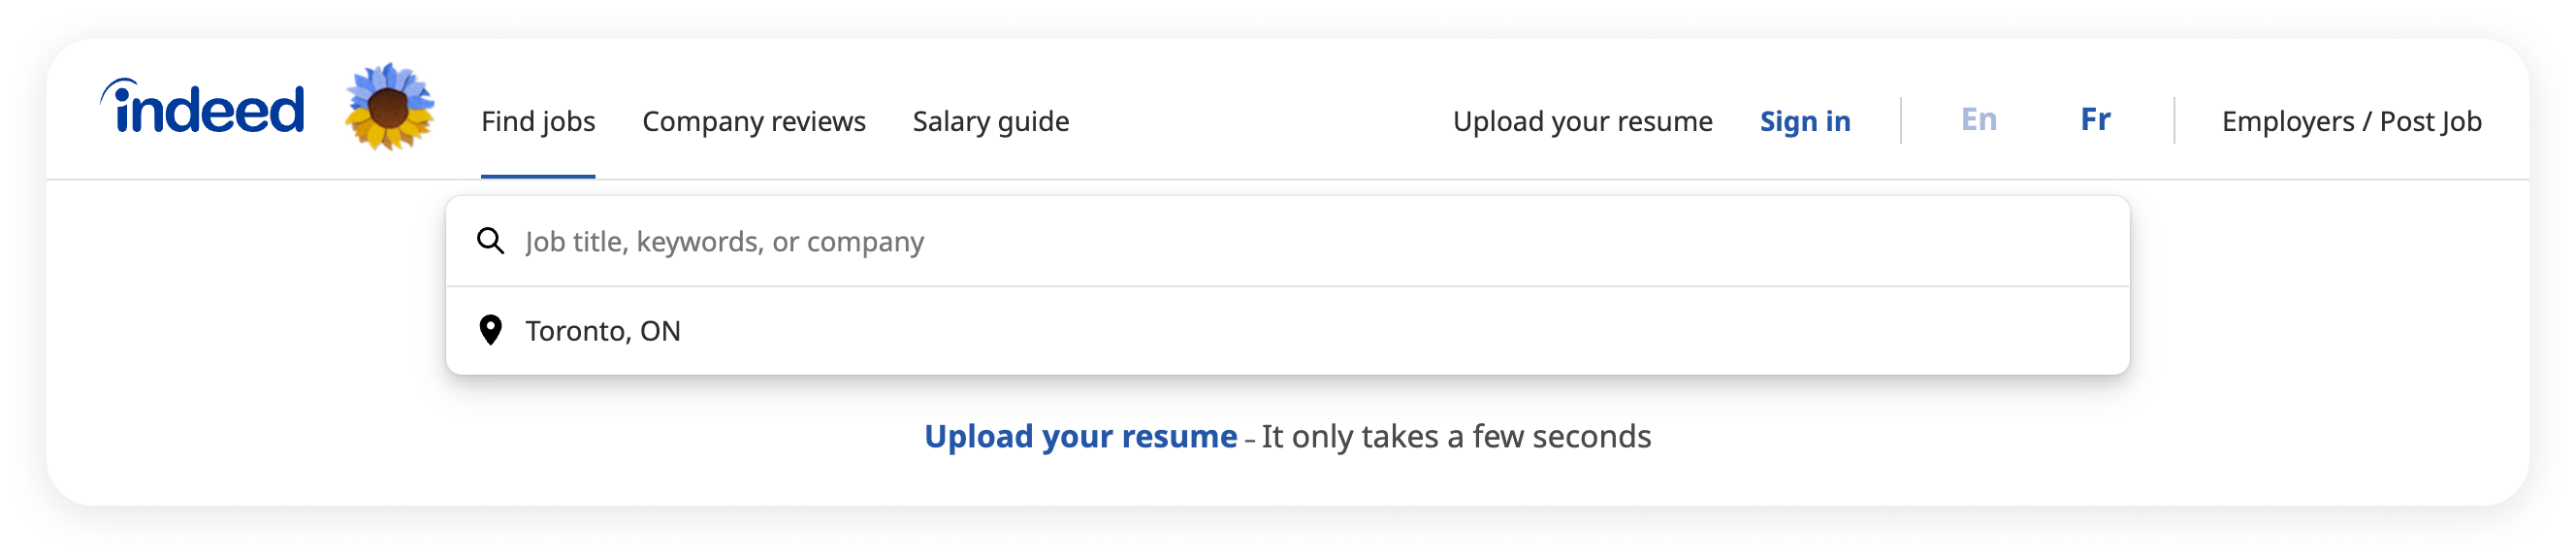 indeed Find jobs Company reviews Salary guide Upload your resume Sign in En Fr Employers / Post Job
Job title, keywords, or company
Toronto, ON
Upload your resume – It only takes a few seconds